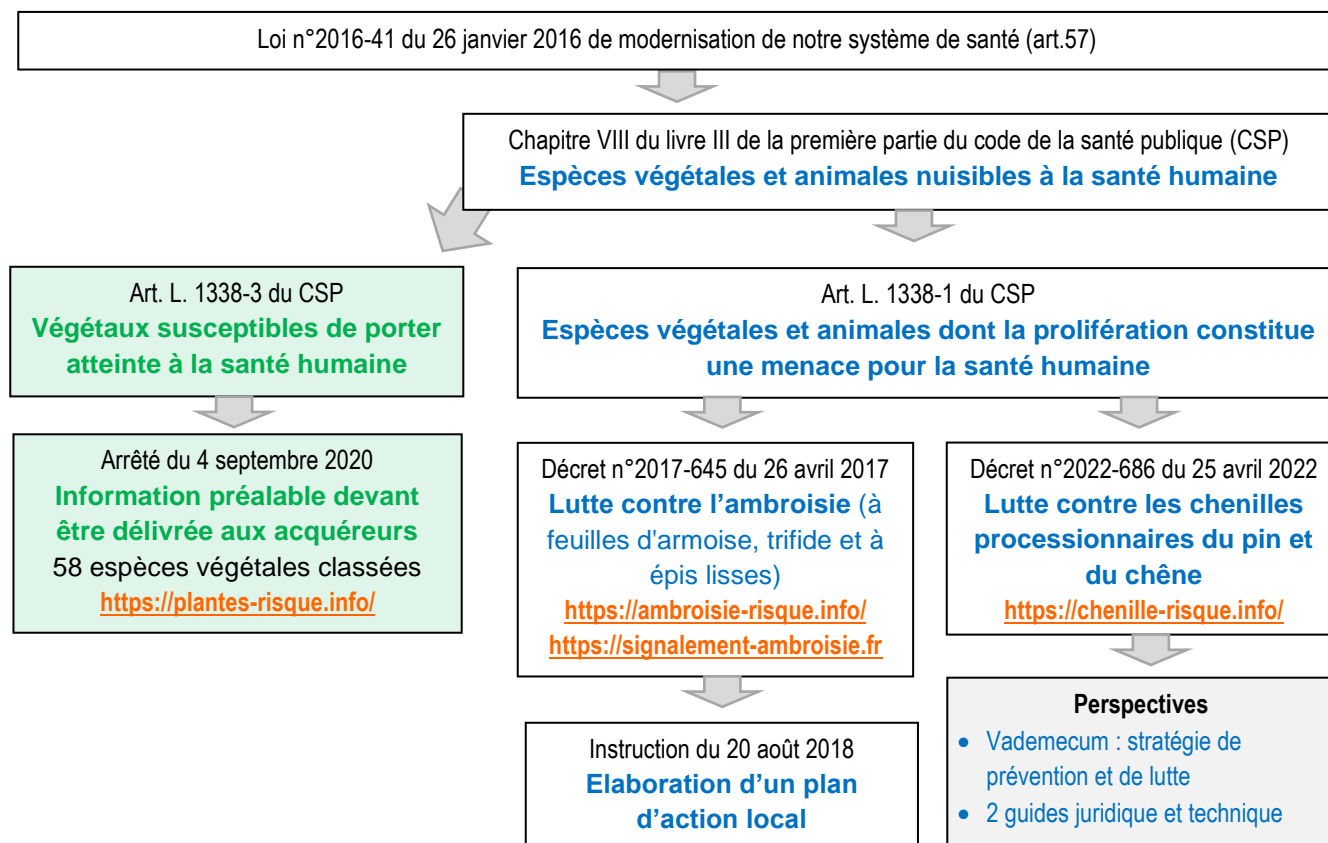 Loi n°2016-41 du 26 janvier 2016 de modernisation de notre système de santé (art.57)
Chapitre VIII du livre III de la première partie du code de la santé publique (CSP)
Espèces végétales et animales nuisibles à la santé humaine
Art. L. 1338-3 du CSP
Végétaux susceptibles de porter
atteinte à la santé humaine
Art. L. 1338-1 du CSP
Espèces végétales et animales dont la prolifération constitue
une menace pour la santé humaine
Arrêté du 4 septembre 2020
Information préalable devant
être délivrée aux acquéreurs
58 espèces végétales classées
https://plantes-risque.info/
Décret n°2017-645 du 26 avril 2017
Lutte contre l’ambroisie (à
feuilles d'armoise, trifide et à
épis lisses)
https://ambroisie-risque.info/
https://signalement-ambroisie.fr
Décret n°2022-686 du 25 avril 2022
Lutte contre les chenilles
processionnaires du pin et
du chêne
https://chenille-risque.info/
Instruction du 20 août 2018
Elaboration d’un plan
d’action local
Perspectives
• Vademecum : stratégie de
prévention et de lutte
• 2 guides juridique et technique